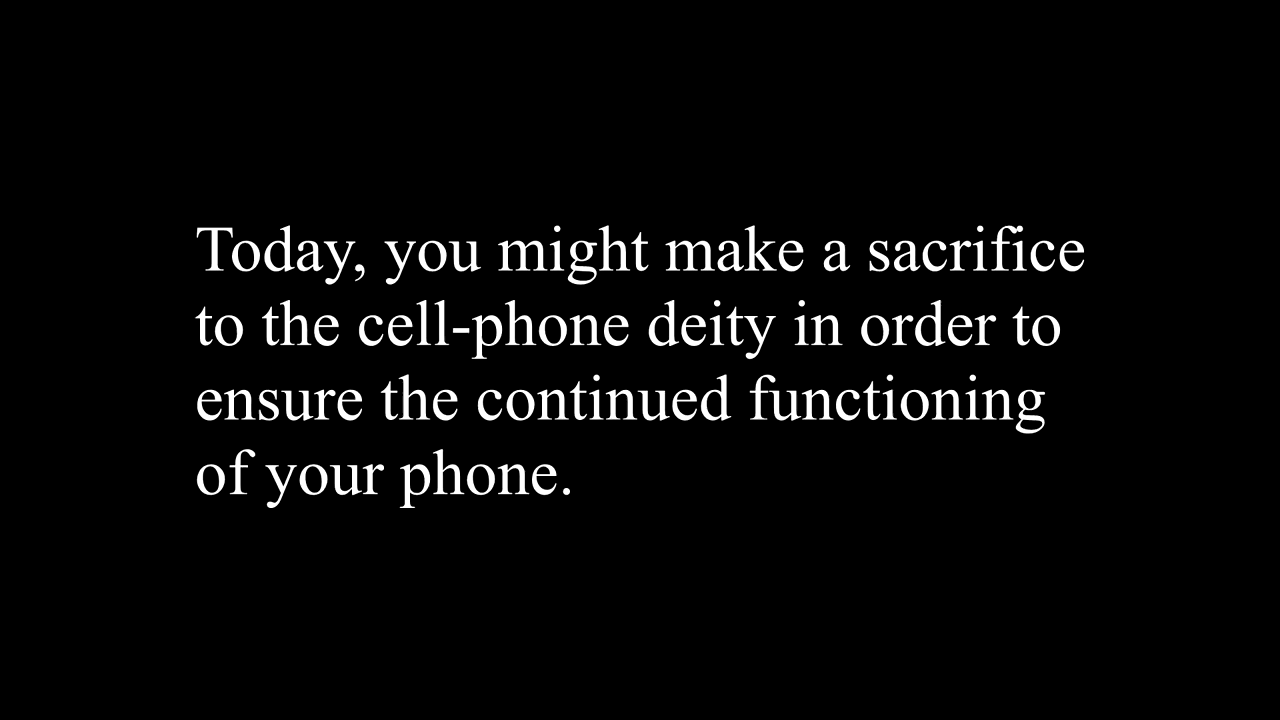 Today, you might make a sacrifice
to the cell-phone deity in order to
ensure the continued functioning
of your phone.